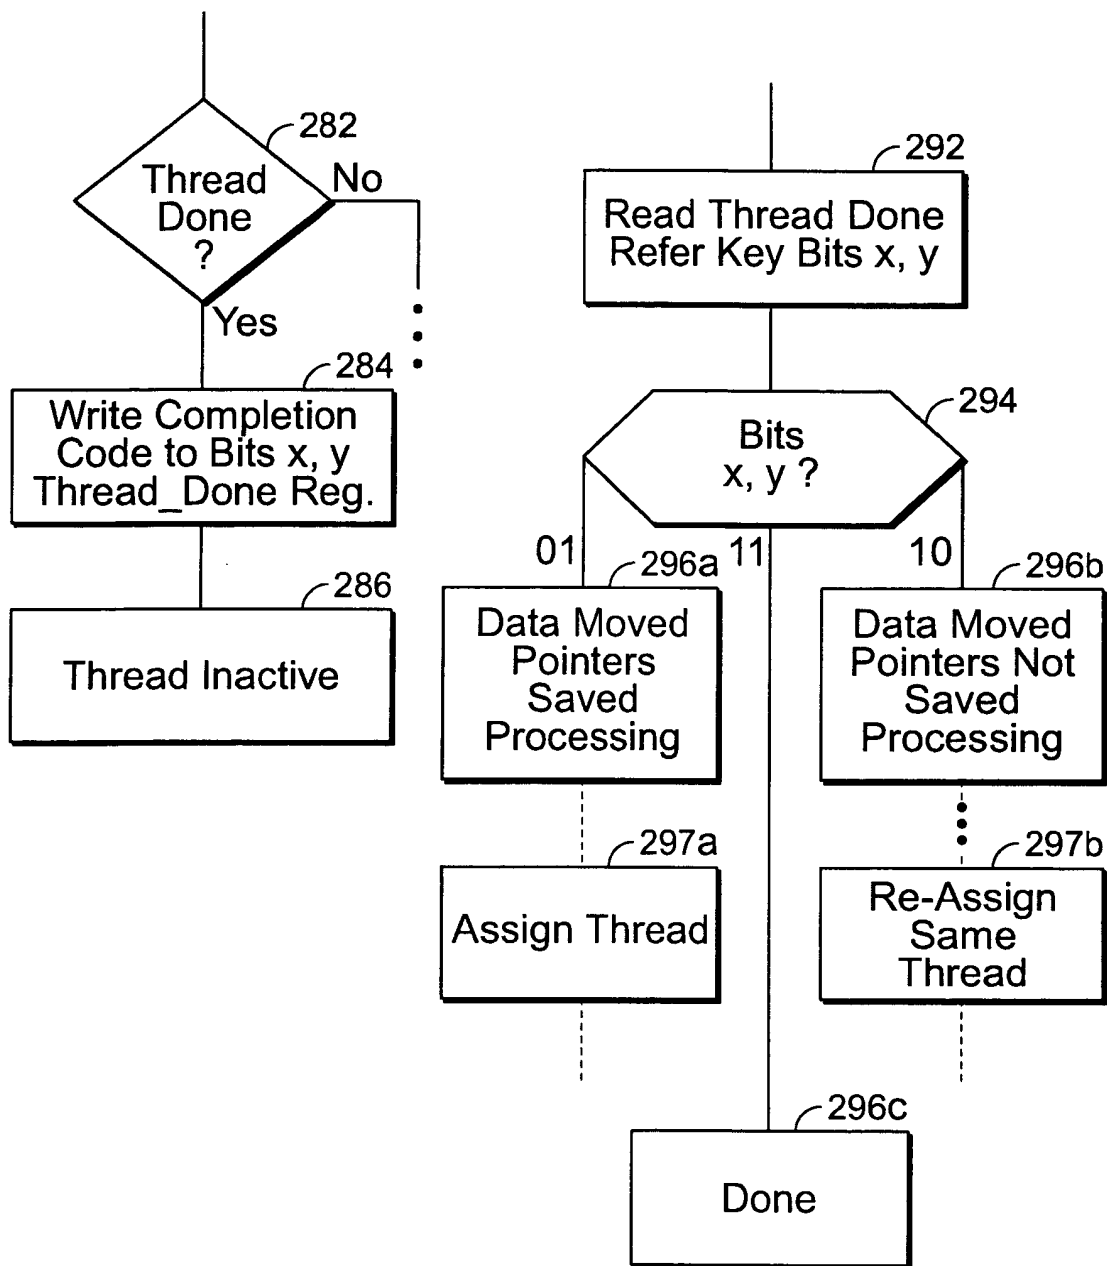 282
Thread
Done
?
No
Yes
284
Write Completion
Code to Bits x, y
Thread_Done Reg.
286
Thread Inactive
292
Read Thread Done
Refer Key Bits x, y
294
Bits
x, y ?
01
11
10
296a
Data Moved
Pointers
Saved
Processing
296b
Data Moved
Pointers Not
Saved
Processing
297a
Assign Thread
297b
Re-Assign
Same
Thread
296c
Done